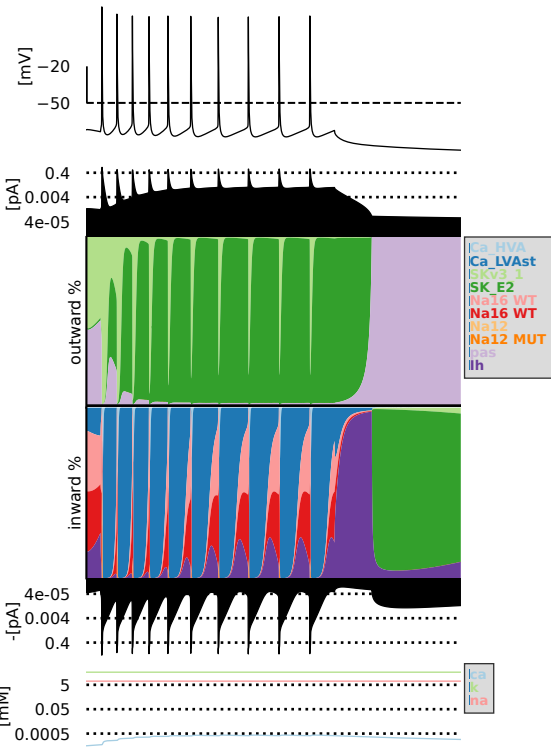 [mV]
−20
−50
[pA]
0.4
0.004
4e-05
outward %
Ca_HVA
Ca_LVAst
SKv3_1
SK_E2
Na16 WT
Na16 WT
Na12
Na12 MUT
pas
Ih
inward %
-[pA]
4e-05
0.004
0.4
[mM]
5
0.05
0.0005
ca
k
na